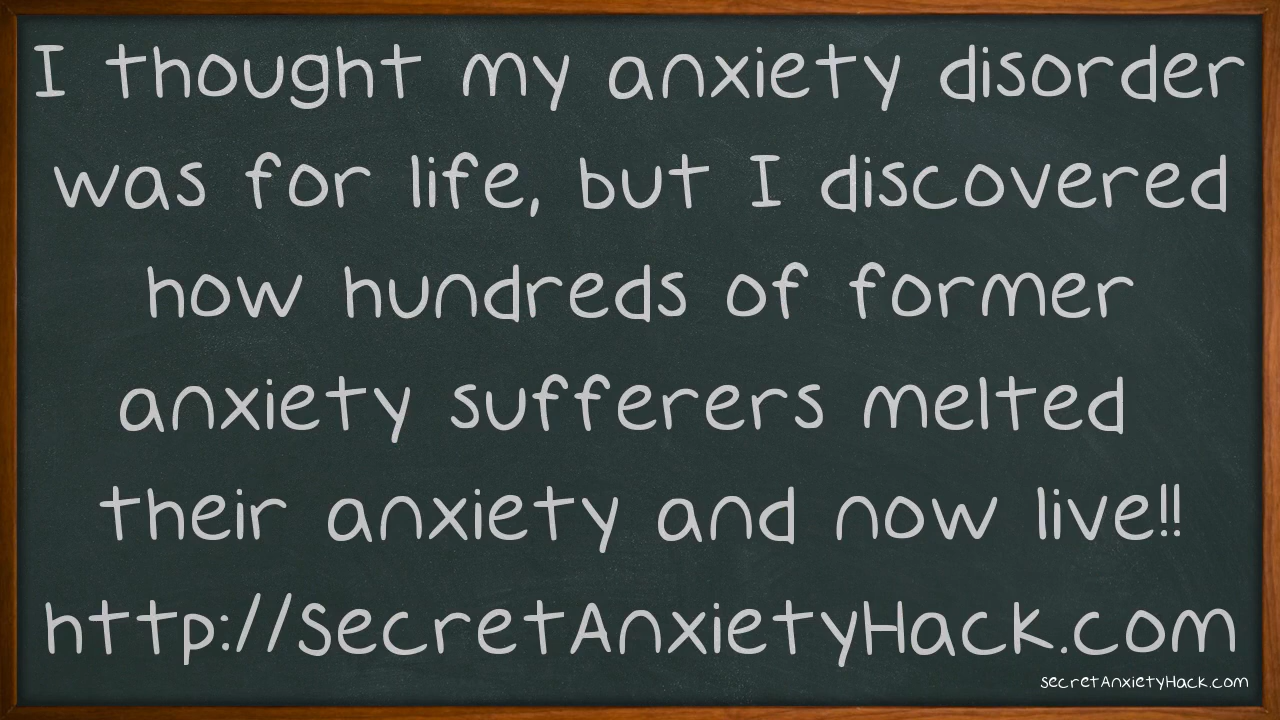 I thought my anxiety disorder
was for life, but I discovered
how hundreds of former
anxiety sufferers melted
their anxiety and now live!!
http://SecretAnxietyHack.com
SecretAnxietyHack.com